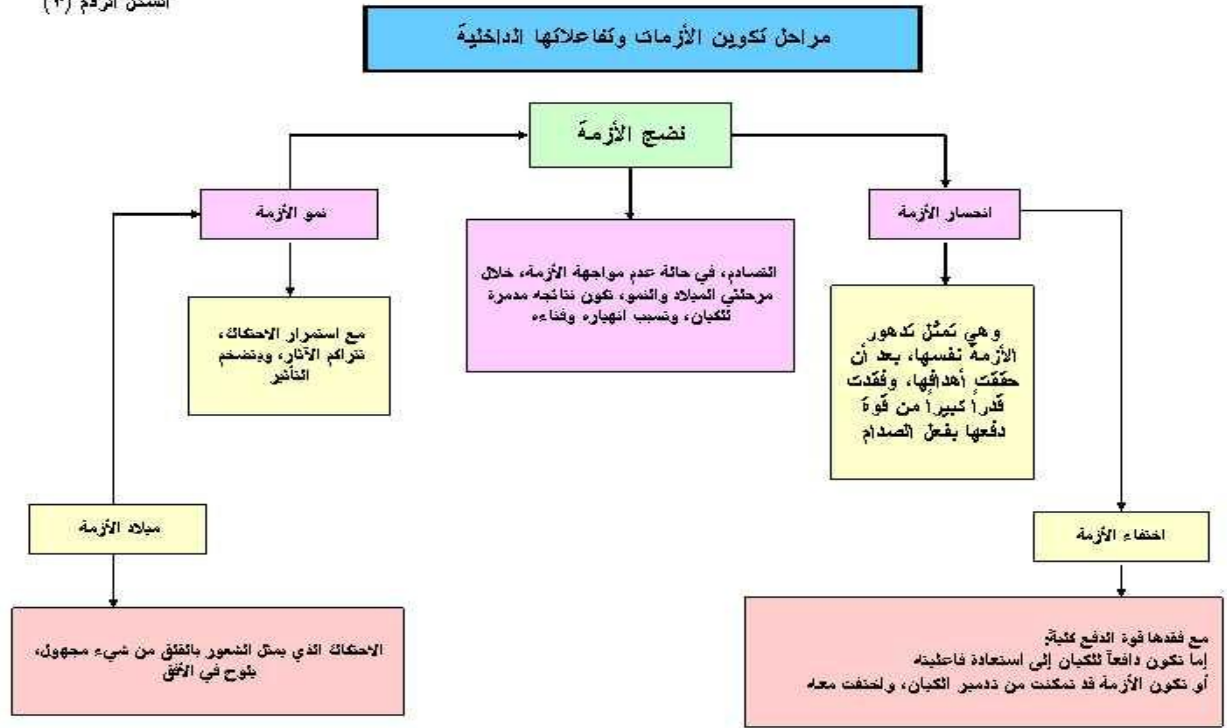 الشكل الرقم (٣)
مراحل تكوين الأزمات وتفاعلاتها الداخلية
نضج الأزمة
نمو الأزمة
انحسار الأزمة
التصادم، في حالة عدم مواجهة الأزمة، خلال
مرحلتي الميلاد والنمو، تكون نتائجه مدمرة
للكيان، وتسبب انهياره وفناءه
مع استمرار الاحتكاك،
تتراكم الآثار، ويتضخم
التأثير
وهي تمثل تدهور
الأزمة نفسها، بعد أن
حققت أهدافها، وفقدت
قدراً كبيراً من قوة
دفعها بفعل الصدام
ميلاد الأزمة
اختفاء الأزمة
الاحتكاك الذي يمثل الشعور بالقلق من شيء مجهول،
يلوح في الأفق
مع فقدها قوة الدفع كلية:
إما تكون دافعاً للكيان إلى استعادة فاعليته
أو تكون الأزمة قد تمكنت من تدمير الكيان، واختفت معه